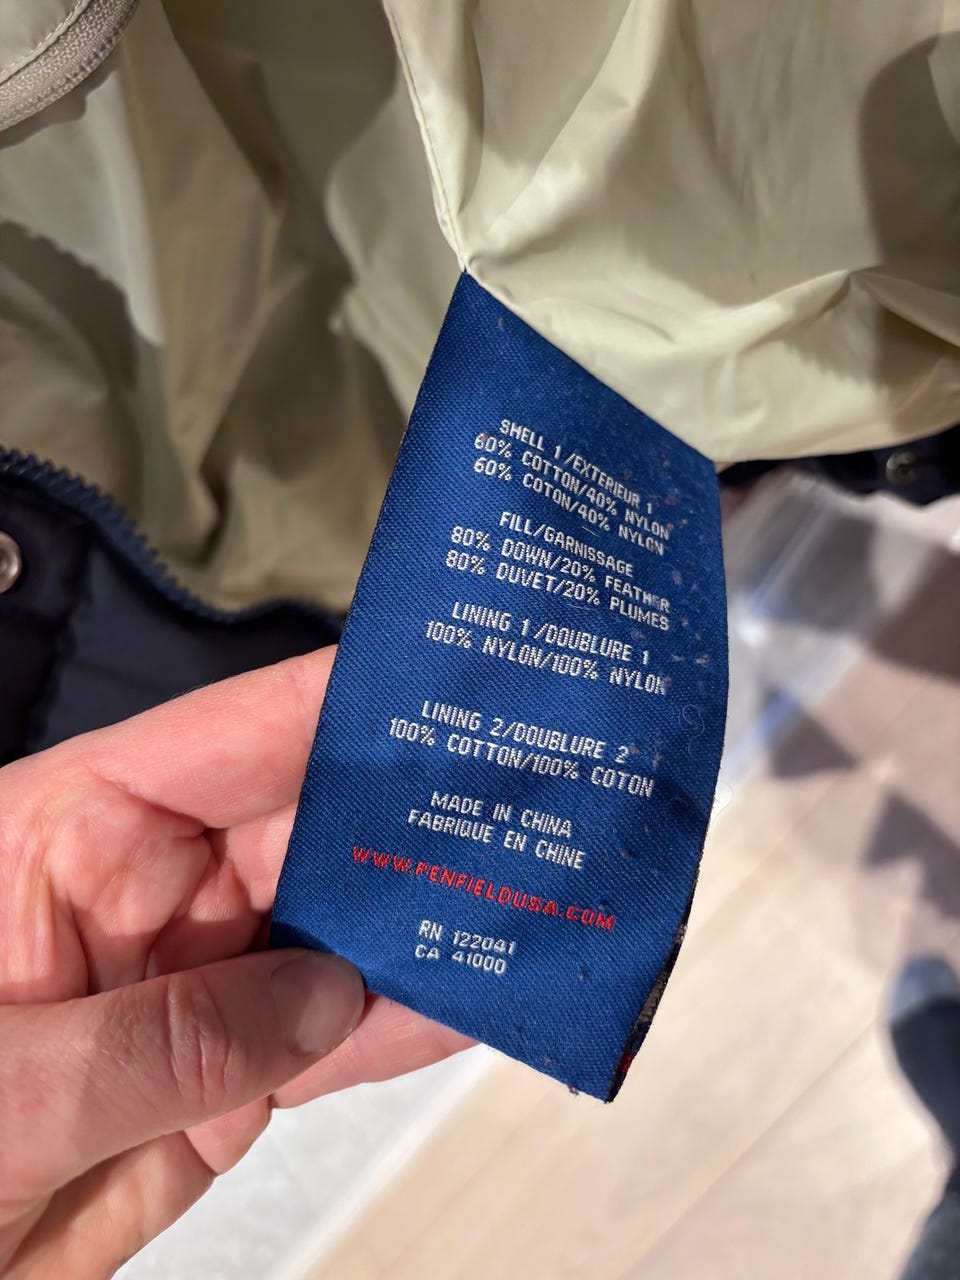 SHELL 1/EXTERIEUR 1
60% COTTON/40% NYLON
60% COTON/40% NYLON
FILL/GARNISSAGE
80% DOWN/20% FEATHER
80% DUVET/20% PLUMES
LINING 1/DOUBLURE 1
100% NYLON/100% NYLON
LINING 2/DOUBLURE 2
100% COTTON/100% COTON
MADE IN CHINA
FABRIQUE EN CHINE
WWW.PENFIELDUSA.COM
RN 122041
CA 41000